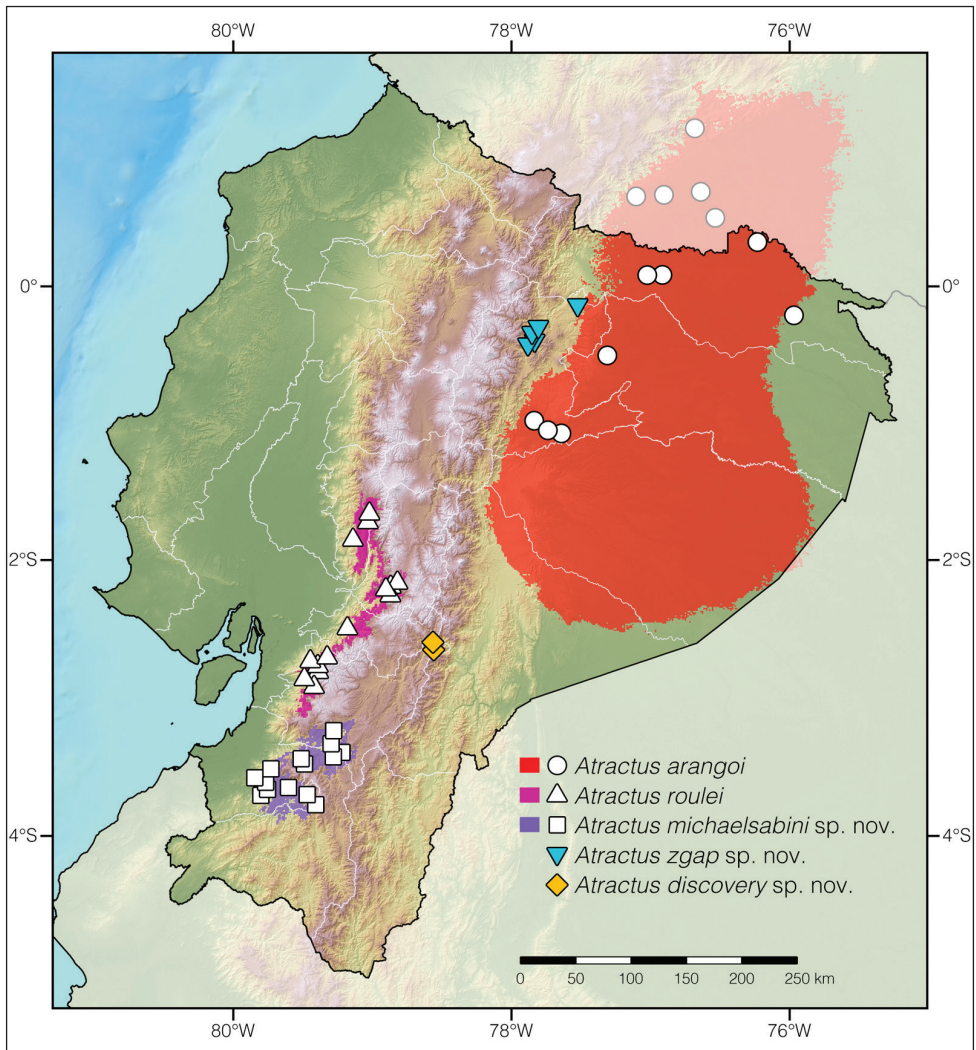 80°W 78°W 76°W
0° 0°
2°S 2°S
Atractus arangoi
Atractus roulei
Atractus michaelsabini sp. nov.
4°S 4°S
Atractus zgap sp. nov.
Atractus discovery sp. nov.
0 50 100 150 200 250 km
80°W 78°W 76°W